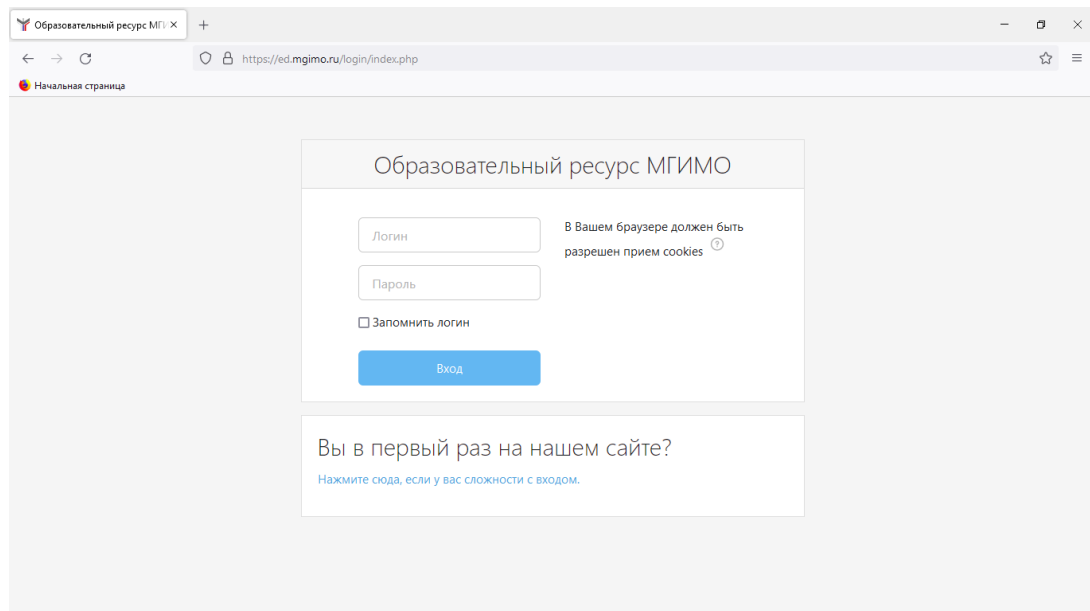 Образовательный ресурс МГИ
https://ed.mgimo.ru/login/index.php
Начальная страница
Образовательный ресурс МГИМО
Логин
В Вашем браузере должен быть
разрешен прием cookies
Пароль
Запомнить логин
Вход
Вы в первый раз на нашем сайте?
Нажмите сюда, если у вас сложности с входом.